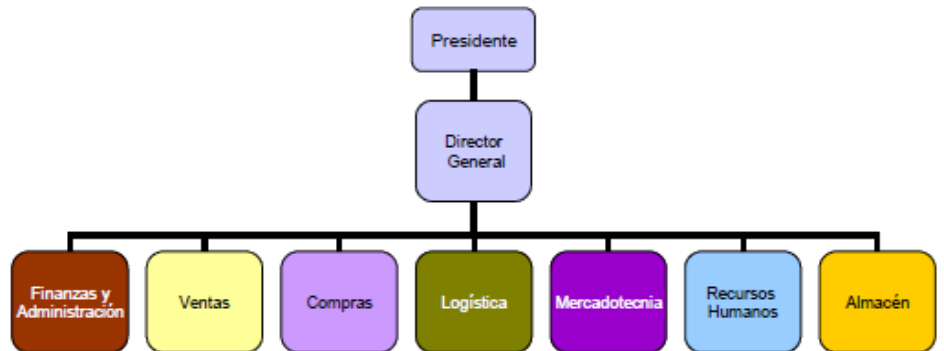 Presidente
Director
General
Finanzas y
Administración
Ventas
Compras
Logística
Mercadotecnia
Recursos
Humanos
Almacén